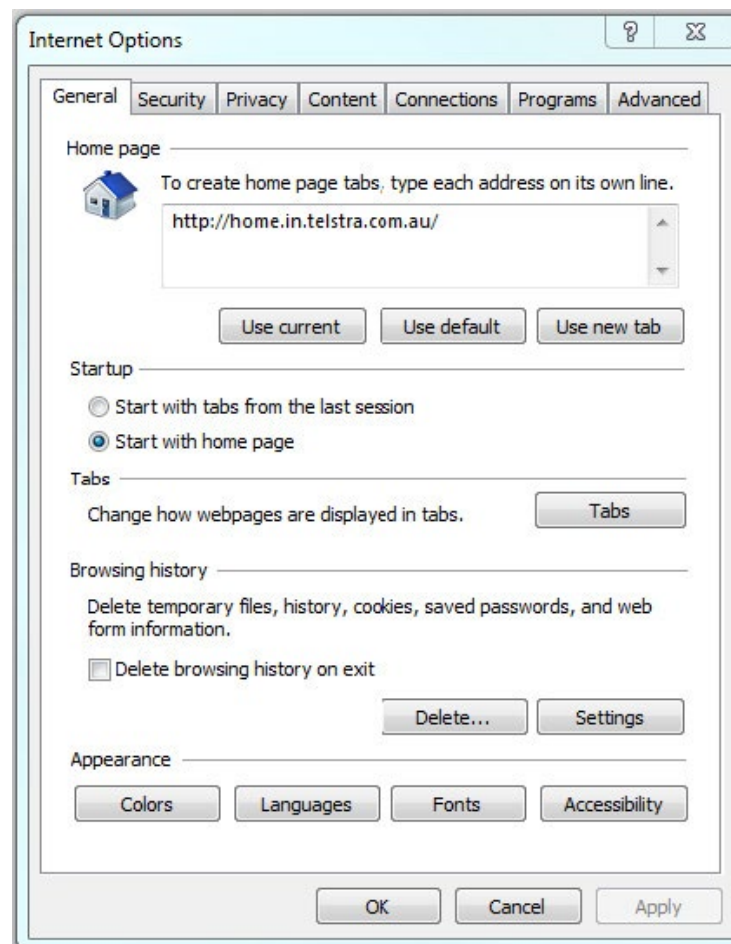 Internet Options
General Security Privacy Content Connections Programs Advanced
Home page
To create home page tabs, type each address on its own line.
http://home.in.telstra.com.au/
Use current Use default Use new tab
Startup
Start with tabs from the last session
Start with home page
Tabs
Change how webpages are displayed in tabs. Tabs
Browsing history
Delete temporary files, history, cookies, saved passwords, and web
form information.
Delete browsing history on exit
Delete... Settings
Appearance
Colors Languages Fonts Accessibility
OK Cancel Apply